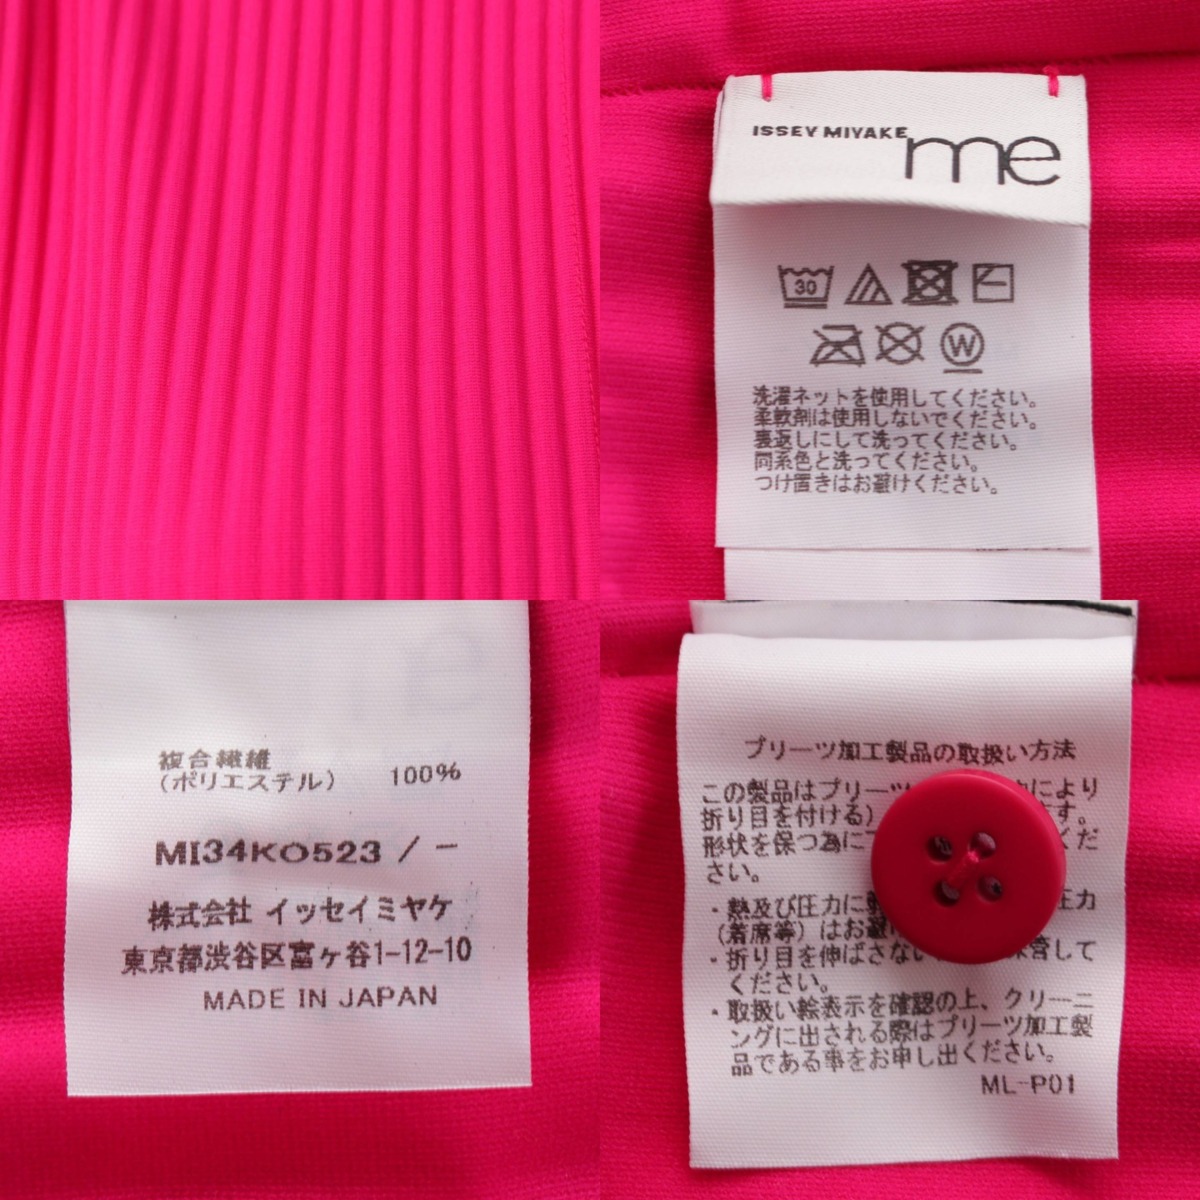 ISSEY MIYAKE me
30
W
洗濯ネットを使用してください。
柔軟剤は使用しないでください。
裏返しにして洗ってください。
同系色と洗ってください。
つけ置きはお避けください。
複合繊維
(ポリエステル) 100%
MI34KO523 / −
株式会社 イッセイミヤケ
東京都渋谷区富ヶ谷1-12-10
MADE IN JAPAN
プリーツ加工製品の取扱い方法
この製品はプリーツ により
折り目を付ける) す。
形状を保つ為に くだ
さい。
・熱及び圧力に 圧力
(着席等) はお避け
・折り目を伸ばさない 保管して
ください。
・取扱い絵表示を確認の上、クリーニ
ングに出される際はプリーツ加工製
品である事をお申し出ください。
ML-P01